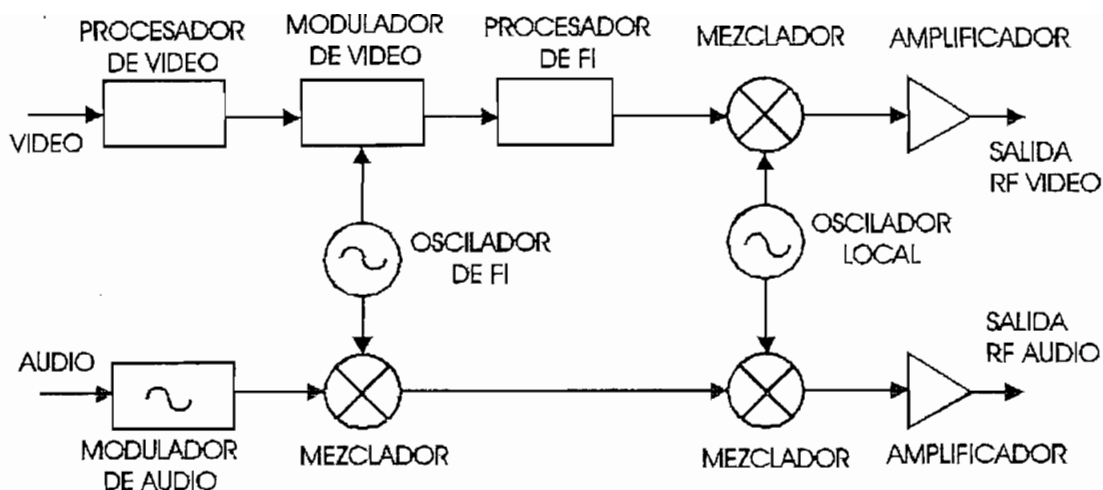 PROCESADOR
DE VIDEO
MODULADOR
DE VIDEO
PROCESADOR
DE FI
MEZCLADOR
AMPLIFICADOR
VIDEO
SALIDA
RF VIDEO
OSCILADOR
DE FI
OSCILADOR
LOCAL
AUDIO
SALIDA
RF AUDIO
MODULADOR
DE AUDIO
MEZCLADOR
MEZCLADOR
AMPLIFICADOR